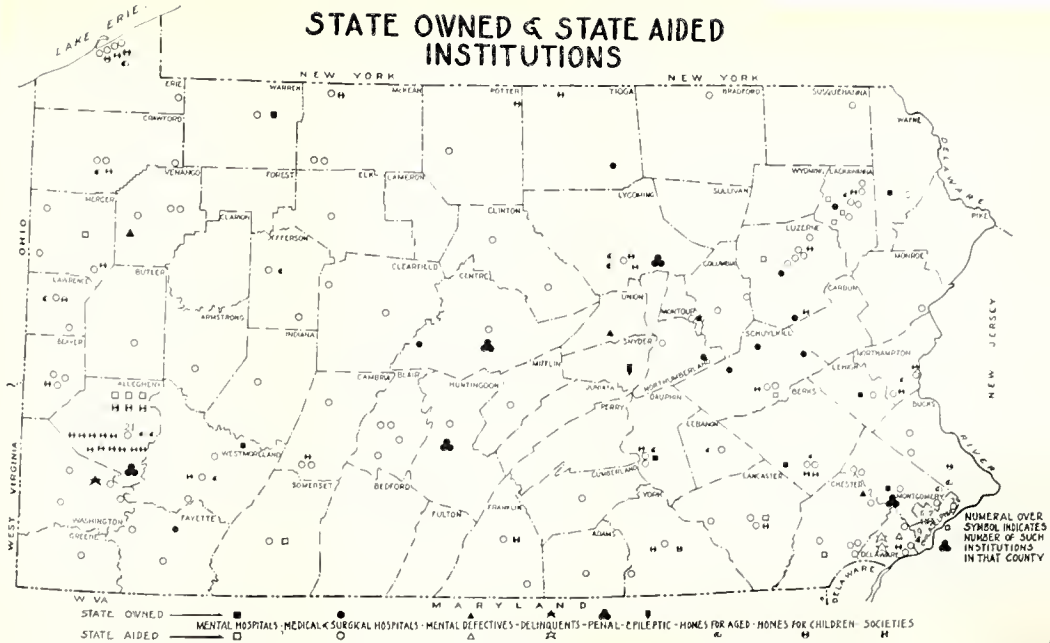 STATE OWNED & STATE AIDED
INSTITUTIONS
LAKE ERIE.
NEW YORK
NEW YORK
ERIE
WARREN
McKEAN
POTTER
TIOGA
BRADFORD
SUSQUEHANNA
CRAWFORD
WAYNE
DELAWARE
VENANGO
FOREST
ELK
CAMERON
LYCOMING
SULLIVAN
WYOMING
LACKAWANNA
MERCER
CLARION
CLINTON
PIKE
OHIO
JEFFERSON
LUZERNE
BUTLER
CLEARFIELD
CENTRE
COLUMBIA
MONROE
LAWRENCE
UNION
CARBON
ARMSTRONG
MONTOUR
NEW JERSEY
BEAVER
INDIANA
SNYDER
SCHUYLKILL
NORTHAMPTON
ALLEGHENY
CAMBRIA
BLAIR
HUNTINGDON
MIFFLIN
JUNIATA
NORTHUMBERLAND
DAUPHIN
LEHIGH
BERKS
PERRY
BUCKS
21
LEBANON
RIVER
WEST VIRGINIA
WESTMORELAND
SOMERSET
BEDFORD
CUMBERLAND
LANCASTER
CHESTER
MONTGOMERY
WASHINGTON
FAYETTE
FULTON
FRANKLIN
YORK
ADAMS
GREENE
DELAWARE
NUMERAL OVER
SYMBOL INDICATES
NUMBER OF SUCH
INSTITUTIONS
IN THAT COUNTY
DELAWARE
W VA
MARYLAND
STATE OWNED
MENTAL HOSPITALS - MEDICAL & SURGICAL HOSPITALS - MENTAL DEFECTIVES - DELINQUENTS - PENAL - EPILEPTIC - HOMES FOR AGED - HOMES FOR CHILDREN - SOCIETIES
STATE AIDED